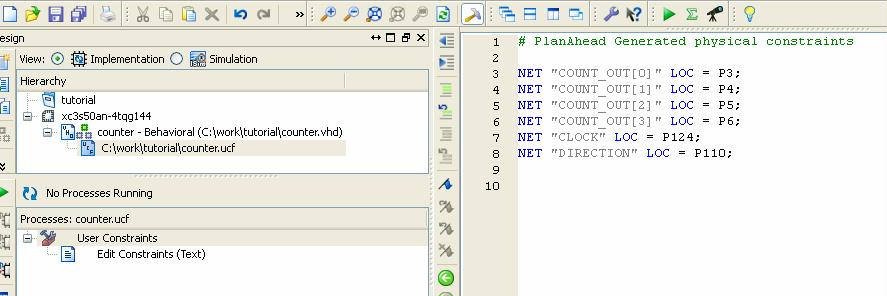 esign
View: Implementation Simulation
Hierarchy
tutorial
xc3s50an-4tqg144
counter - Behavioral (C:\work\tutorial\counter.vhd)
C:\work\tutorial\counter.ucf
No Processes Running
Processes: counter.ucf
User Constraints
Edit Constraints (Text)
1 # PlanAhead Generated physical constraints
2
3 NET "COUNT_OUT[0]" LOC = P3;
4 NET "COUNT_OUT[1]" LOC = P4;
5 NET "COUNT_OUT[2]" LOC = P5;
6 NET "COUNT_OUT[3]" LOC = P6;
7 NET "CLOCK" LOC = P124;
8 NET "DIRECTION" LOC = P110;
9
10